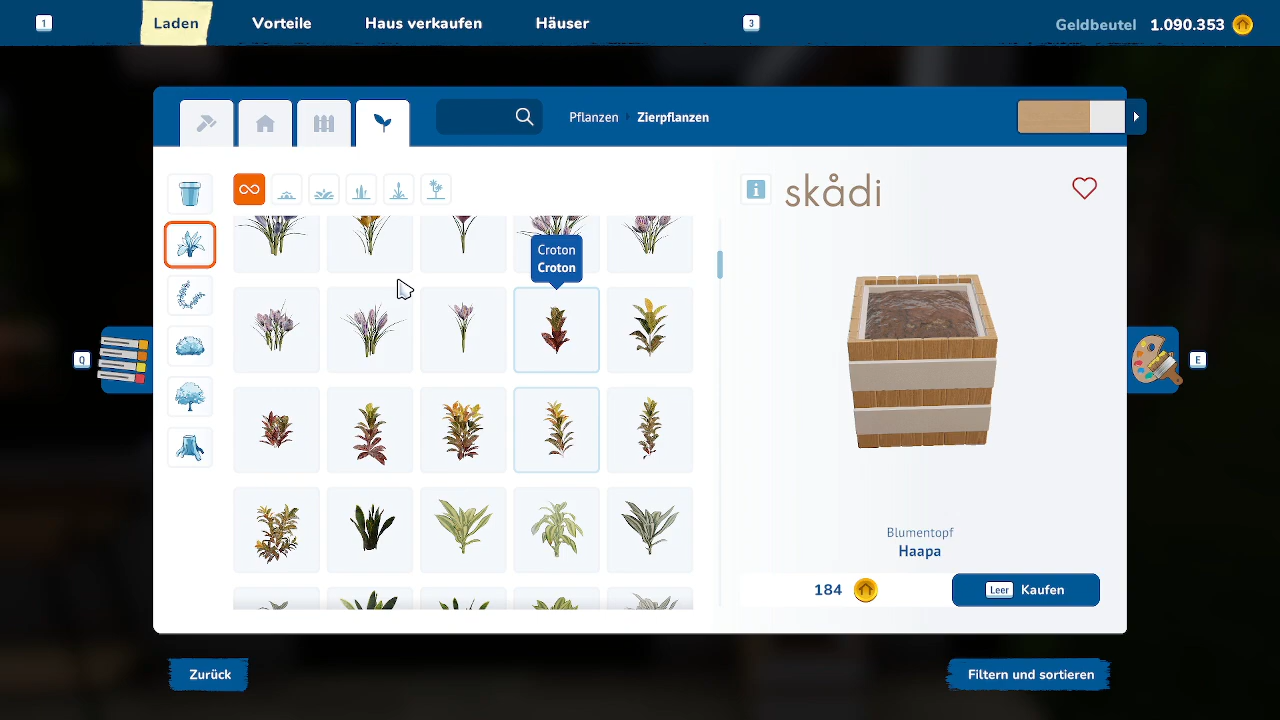 1
Laden
Vorteile
Haus verkaufen
Häuser
3
Geldbeutel 1.090.353
Pflanzen Zierpflanzen
i
skådi
Croton
Croton
Q
E
Blumentopf
Haapa
184
Leer Kaufen
Zurück
Filtern und sortieren